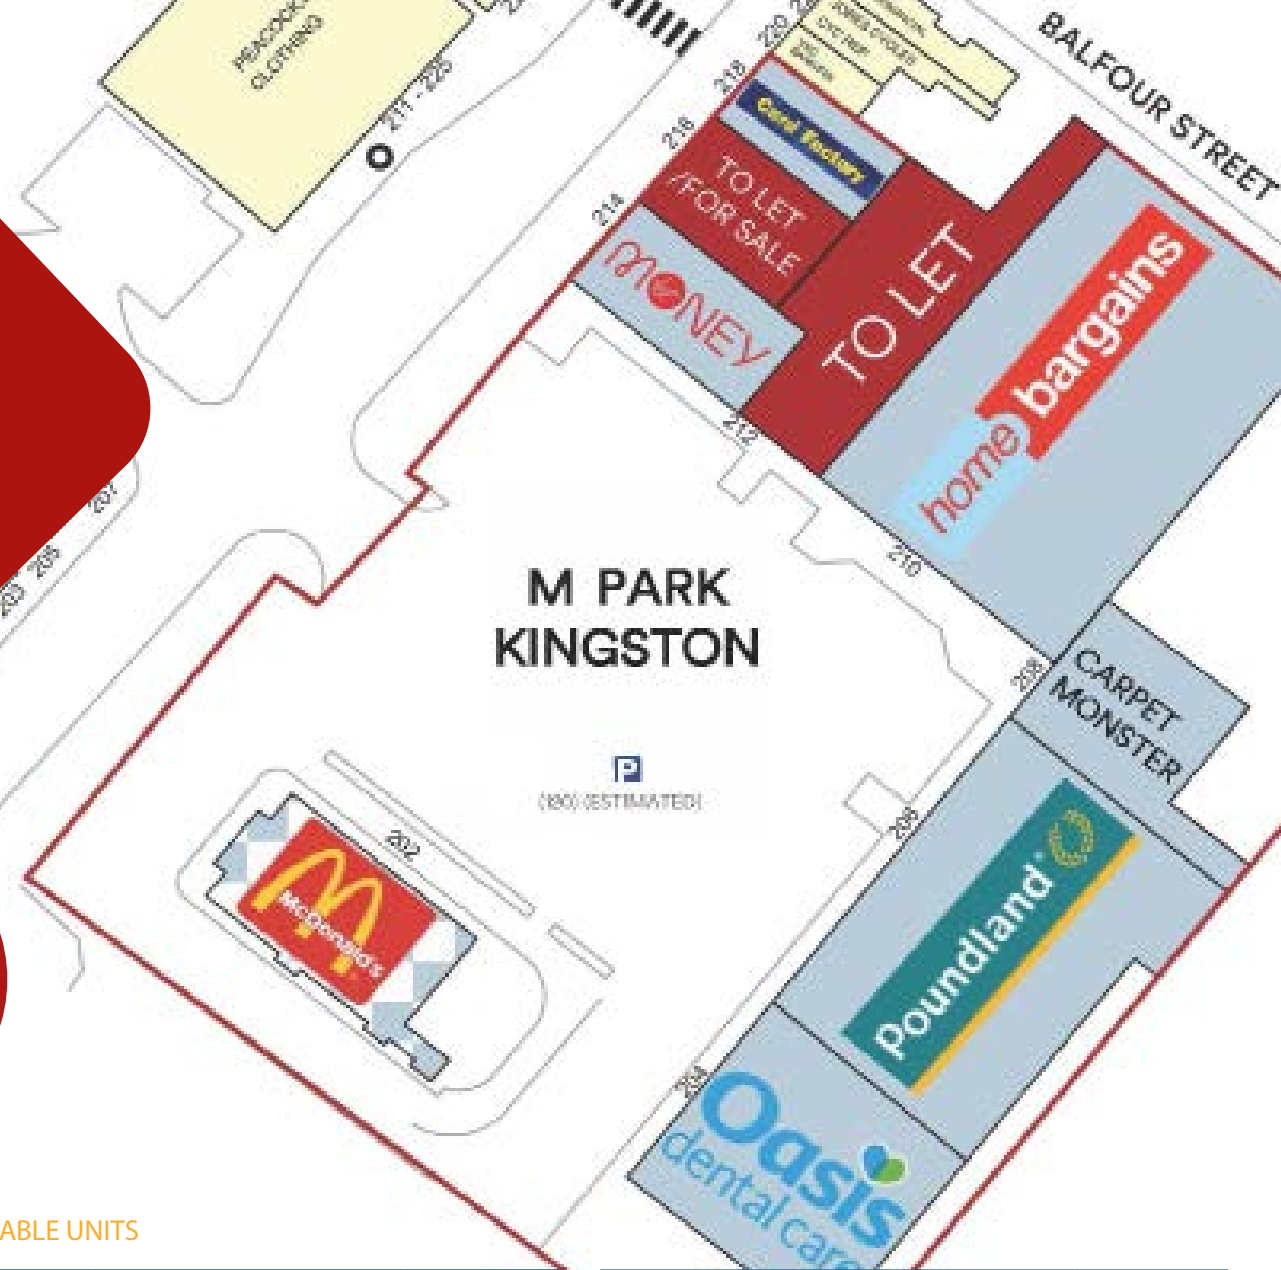 PEACOCK
CLOTHING
211 - 225
220
218
216
214
212
210
208
206
204
202
207
205
203
BALFOUR STREET
Card Factory
TO LET
/FOR SALE
MONEY
TO LET
home bargains
M PARK
KINGSTON
P
(190) (ESTIMATED)
CARPET
MONSTER
Poundland
McDonald's
Oasis
dental care
ABLE UNITS